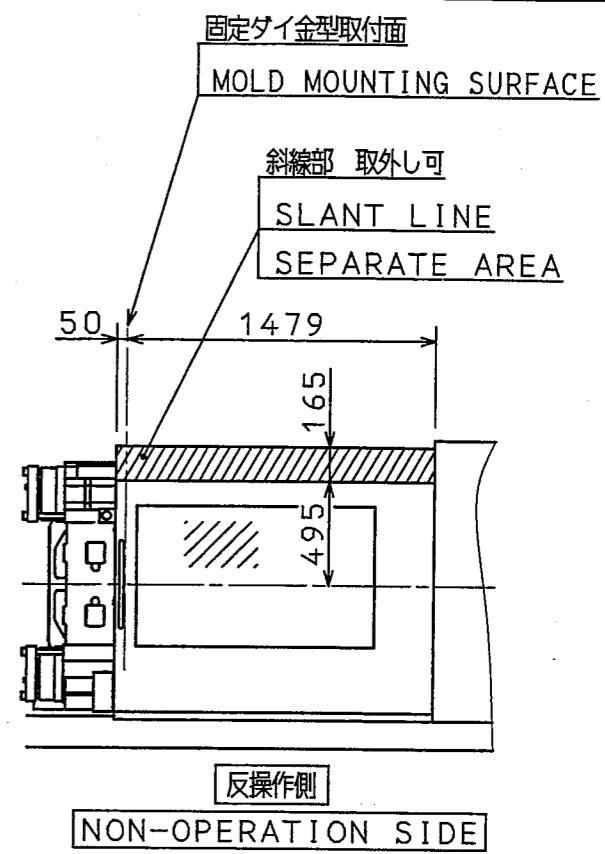 固定ダイ金型取付面
MOLD MOUNTING SURFACE
斜線部 取外し可
SLANT LINE
SEPARATE AREA
50
1479
165
495
反操作側
NON-OPERATION SIDE